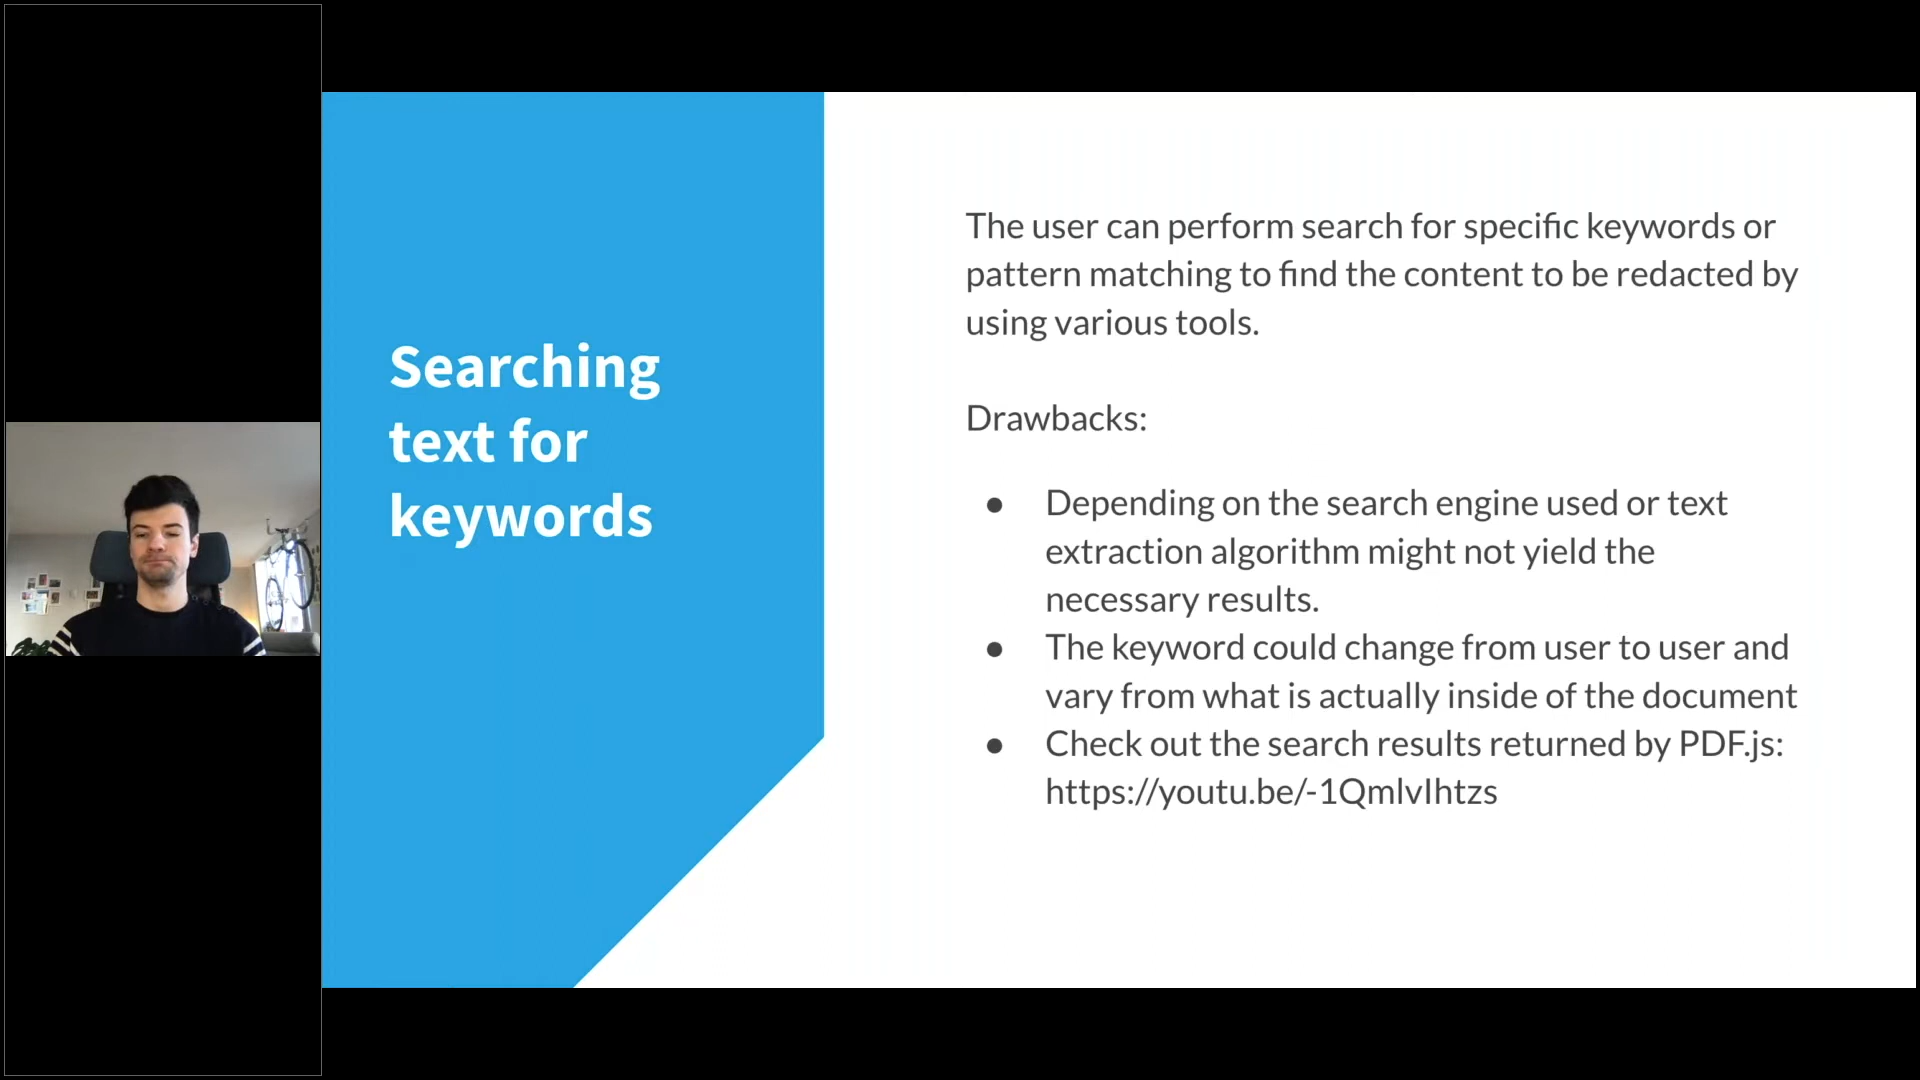 Searching
text for
keywords
The user can perform search for specific keywords or
pattern matching to find the content to be redacted by
using various tools.
Drawbacks:
● Depending on the search engine used or text
extraction algorithm might not yield the
necessary results.
● The keyword could change from user to user and
vary from what is actually inside of the document
● Check out the search results returned by PDF.js:
https://youtu.be/-1QmlvIhtzs